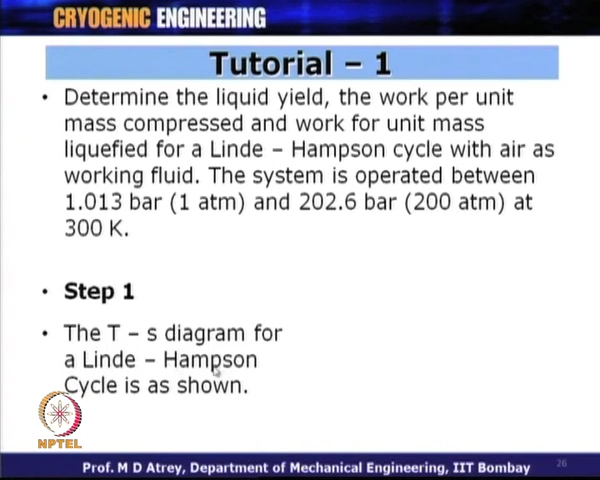 CRYOGENIC ENGINEERING
Tutorial – 1
• Determine the liquid yield, the work per unit
mass compressed and work for unit mass
liquefied for a Linde – Hampson cycle with air as
working fluid. The system is operated between
1.013 bar (1 atm) and 202.6 bar (200 atm) at
300 K.
• Step 1
• The T – s diagram for
a Linde – Hampson
Cycle is as shown.
NPTEL
Prof. M D Atrey, Department of Mechanical Engineering, IIT Bombay
26